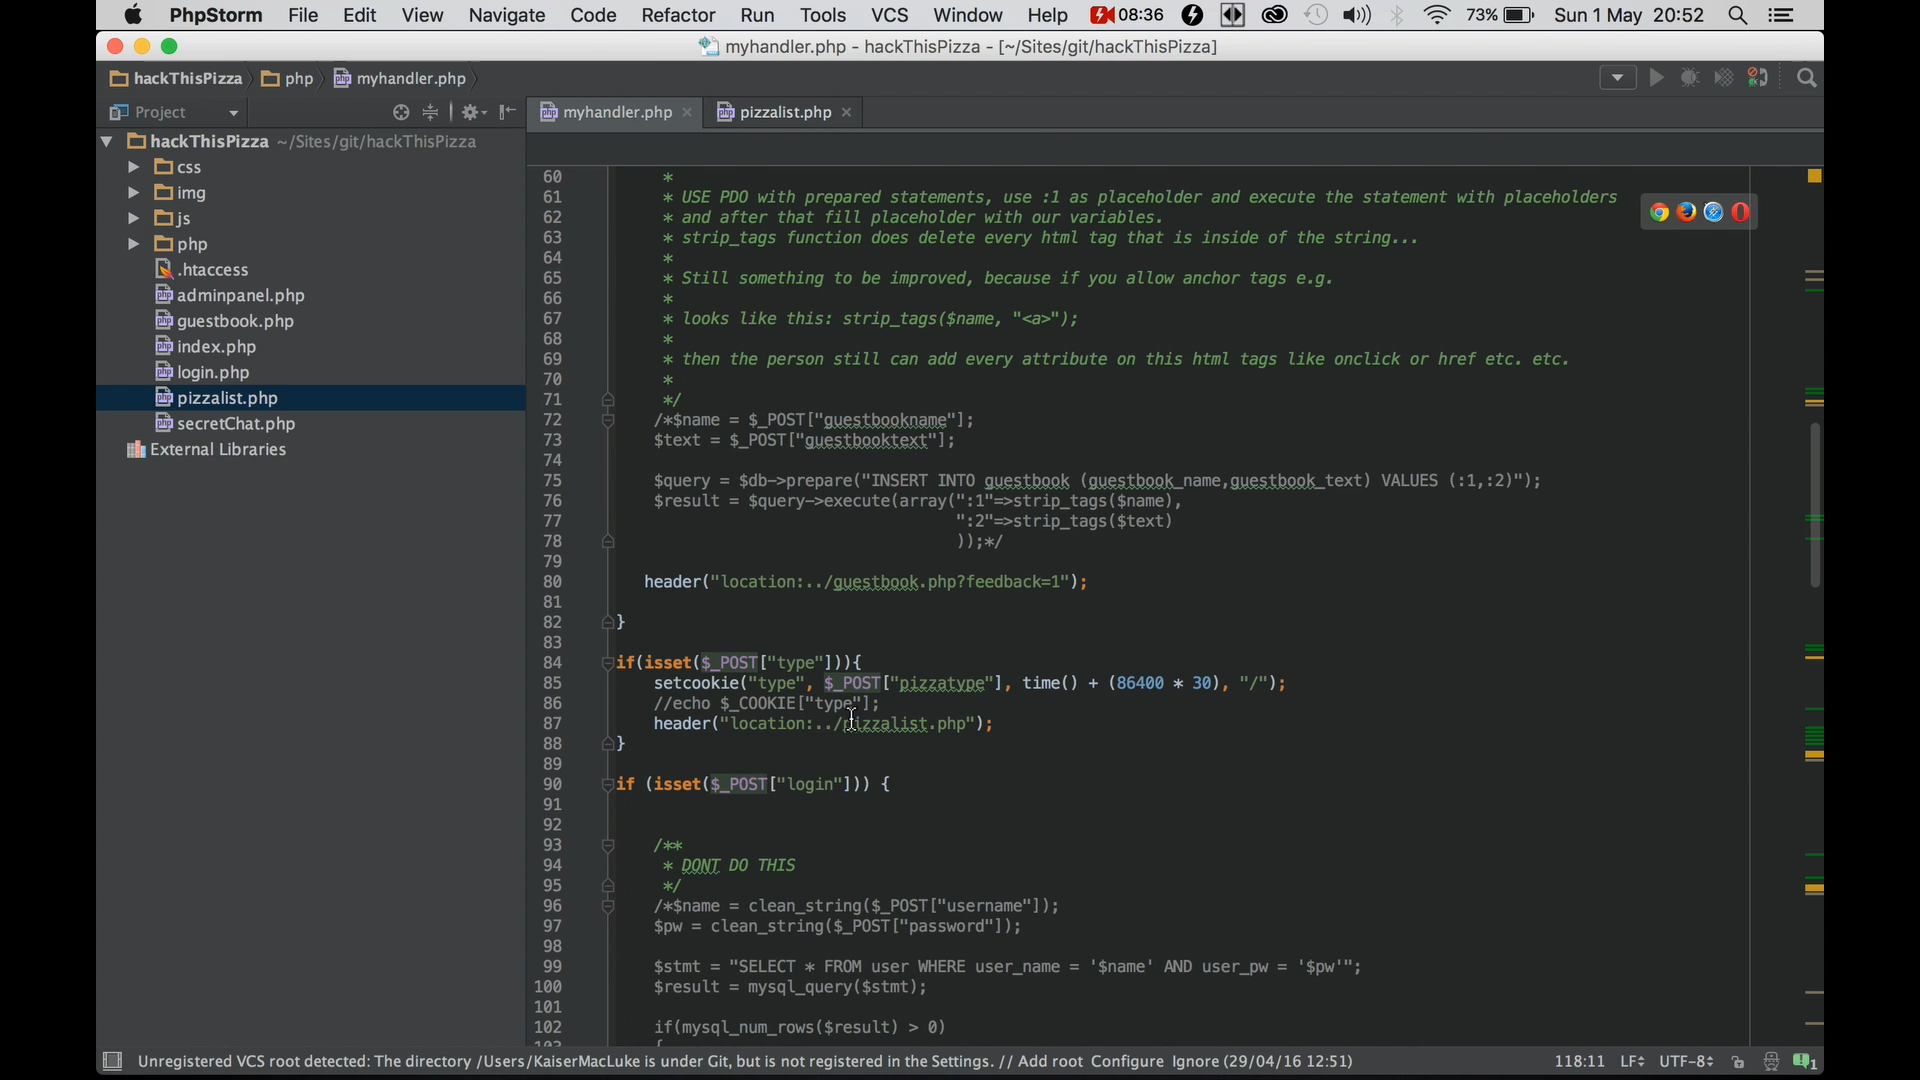 PhpStorm File Edit View Navigate Code Refactor Run Tools VCS Window Help 08:36 73% Sun 1 May 20:52
myhandler.php - hackThisPizza - [~/Sites/git/hackThisPizza]
hackThisPizza php myhandler.php
Project
myhandler.php pizzalist.php
hackThisPizza ~/Sites/git/hackThisPizza
css
img
js
php
.htaccess
adminpanel.php
guestbook.php
index.php
login.php
pizzalist.php
secretChat.php
External Libraries
60 *
61 * USE PDO with prepared statements, use :1 as placeholder and execute the statement with placeholders
62 * and after that fill placeholder with our variables.
63 * strip_tags function does delete every html tag that is inside of the string...
64 *
65 * Still something to be improved, because if you allow anchor tags e.g.
66 *
67 * looks like this: strip_tags($name, "<a>");
68 *
69 * then the person still can add every attribute on this html tags like onclick or href etc. etc.
70 *
71 */
72 /*$name = $_POST["guestbookname"];
73 $text = $_POST["guestbooktext"];
74
75 $query = $db->prepare("INSERT INTO guestbook (guestbook_name,guestbook_text) VALUES (:1,:2)");
76 $result = $query->execute(array(":1"=>strip_tags($name),
77 ":2"=>strip_tags($text)
78 ));*/
79
80 header("location:../guestbook.php?feedback=1");
81
82 }
83
84 if(isset($_POST["type"])){
85 setcookie("type", $_POST["pizzatype"], time() + (86400 * 30), "/");
86 //echo $_COOKIE["type"];
87 header("location:../pizzalist.php");
88 }
89
90 if (isset($_POST["login"])) {
91
92
93 /**
94 * DONT DO THIS
95 */
96 /*$name = clean_string($_POST["username"]);
97 $pw = clean_string($_POST["password"]);
98
99 $stmt = "SELECT * FROM user WHERE user_name = '$name' AND user_pw = '$pw'";
100 $result = mysql_query($stmt);
101
102 if(mysql_num_rows($result) > 0)
103 {
Unregistered VCS root detected: The directory /Users/KaiserMacLuke is under Git, but is not registered in the Settings. // Add root Configure Ignore (29/04/16 12:51) 118:11 LF UTF-8 1